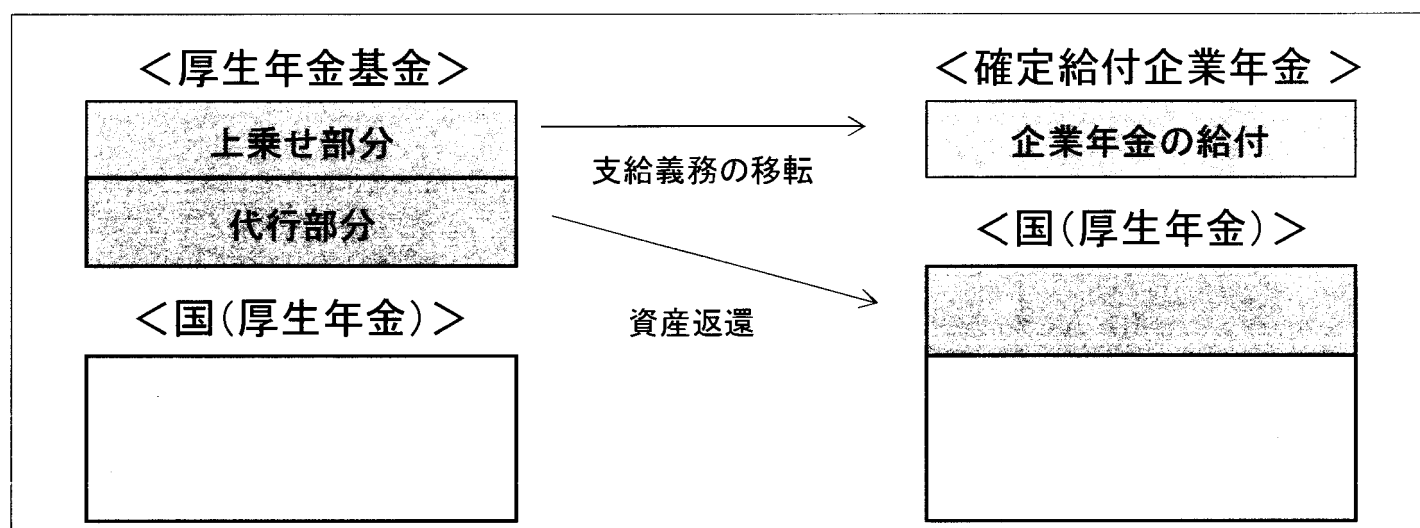 ＜厚生年金基金＞
上乗せ部分
代行部分
＜国(厚生年金)＞
支給義務の移転
資産返還
＜確定給付企業年金 ＞
企業年金の給付
＜国(厚生年金)＞